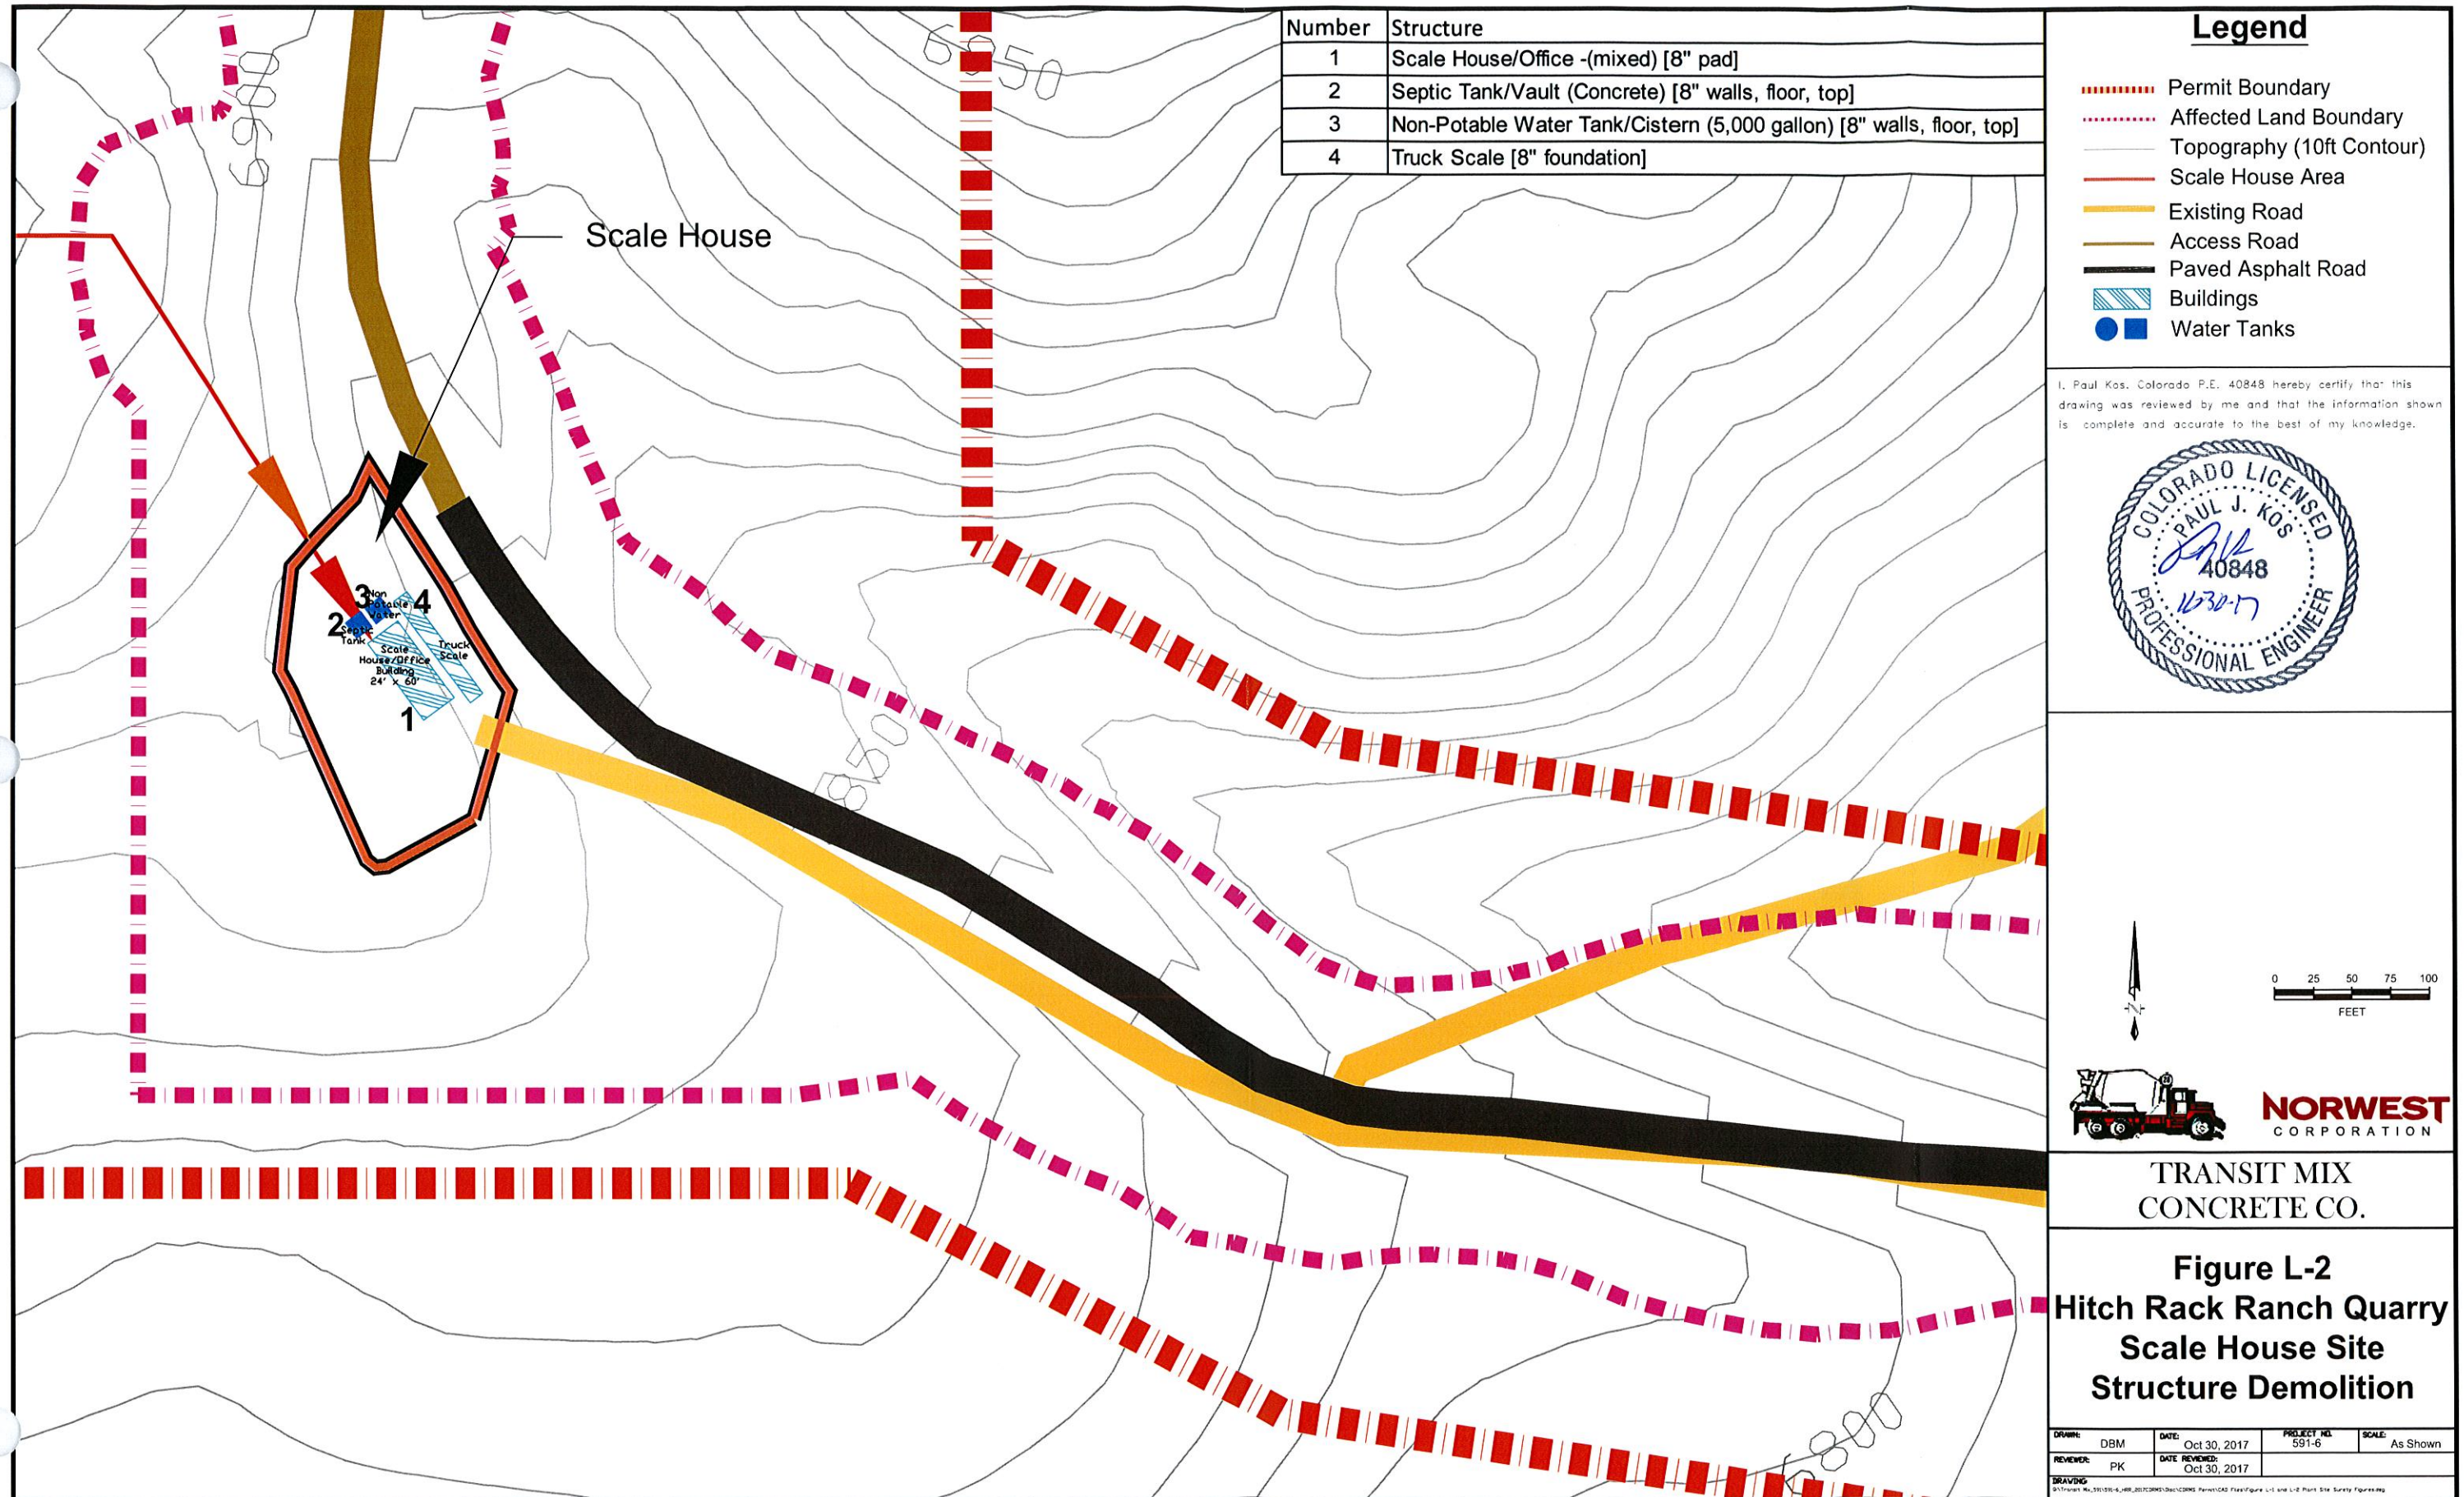 Number Structure
1 Scale House/Office -(mixed) [8" pad]
2 Septic Tank/Vault (Concrete) [8" walls, floor, top]
3 Non-Potable Water Tank/Cistern (5,000 gallon) [8" walls, floor, top]
4 Truck Scale [8" foundation]
6950
6900
Scale House
3
Non
Potable
Water
4
2
Septic
Tank
Scale
House/Office
Building
24' x 60'
Truck
Scale
1
6850
6800
Legend
Permit Boundary
Affected Land Boundary
Topography (10ft Contour)
Scale House Area
Existing Road
Access Road
Paved Asphalt Road
Buildings
Water Tanks
I, Paul Kos, Colorado P.E. 40848 hereby certify that this
drawing was reviewed by me and that the information shown
is complete and accurate to the best of my knowledge.
COLORADO LICENSED
PAUL J. KOS
40848
PROFESSIONAL ENGINEER
N
0 25 50 75 100
FEET
NORWEST
CORPORATION
TRANSIT MIX
CONCRETE CO.
Figure L-2
Hitch Rack Ranch Quarry
Scale House Site
Structure Demolition
DRAWN: DBM DATE: Oct 30, 2017 PROJECT NO. 591-6 SCALE: As Shown
REVIEWER: PK DATE REVIEWED: Oct 30, 2017
DRAWING: